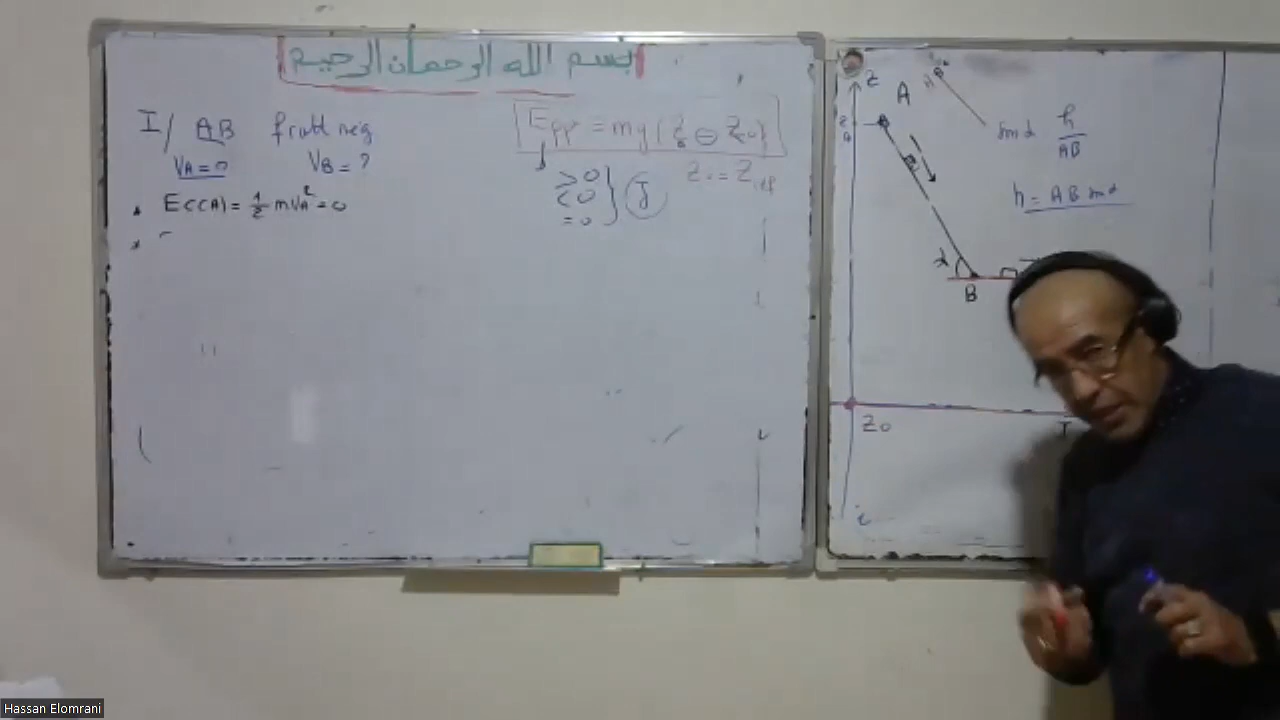 بسم الله الرحمان الرحيم
I/ AB frott neg
VA = 0 VB = ?
• Ec(A) = 1/2 mVA² = 0
•
Epp = mg(Z - Z0)
> 0
< 0
= 0
} J
Z0 = Zref
Z
A
h/AB
h = AB sin α
α
B
Z0
Hassan Elomrani